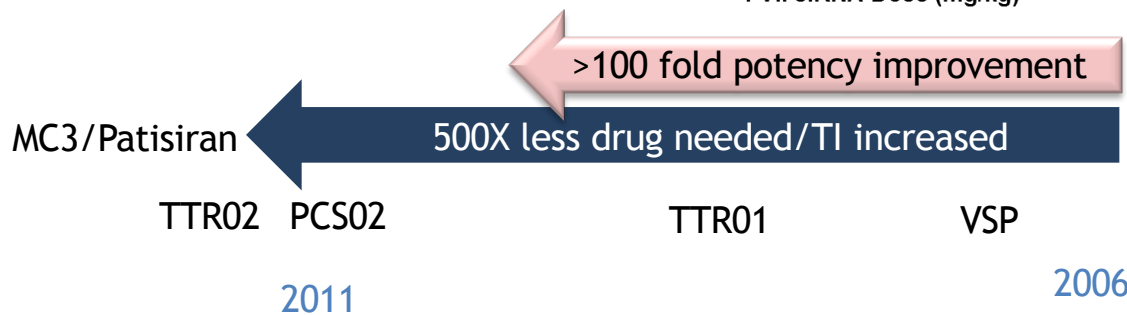 >100 fold potency improvement
MC3/Patisiran
500X less drug needed/TI increased
TTR02 PCS02 TTR01 VSP
2011
2006